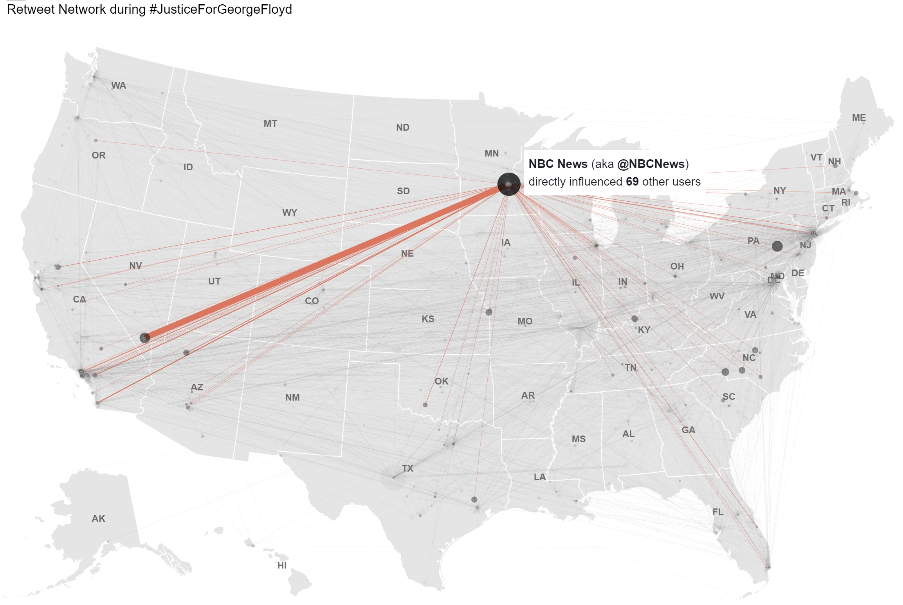 Retweet Network during #JusticeForGeorgeFloyd
WA
ME
MT
ND
MN
OR
VT
NH
NBC News (aka @NBCNews)
ID
directly influenced 69 other users
SD
NY
MA
WY
CT
RI
IA
PA
NJ
NE
NV
OH
UT
IL
IN
MD
DE
DC
CA
CO
WV
KS
MO
VA
KY
NC
TN
AZ
OK
NM
AR
SC
GA
MS
AL
TX
LA
FL
AK
HI